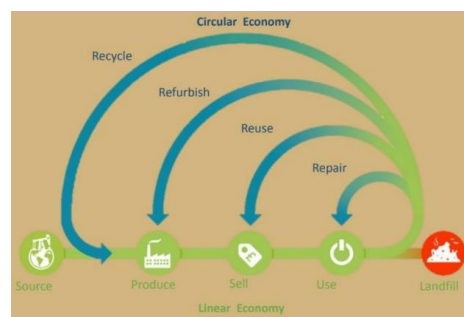 Circular Economy
Recycle
Refurbish
Reuse
Repair
£
Source
Produce
Sell
Use
Landfill
Linear Economy